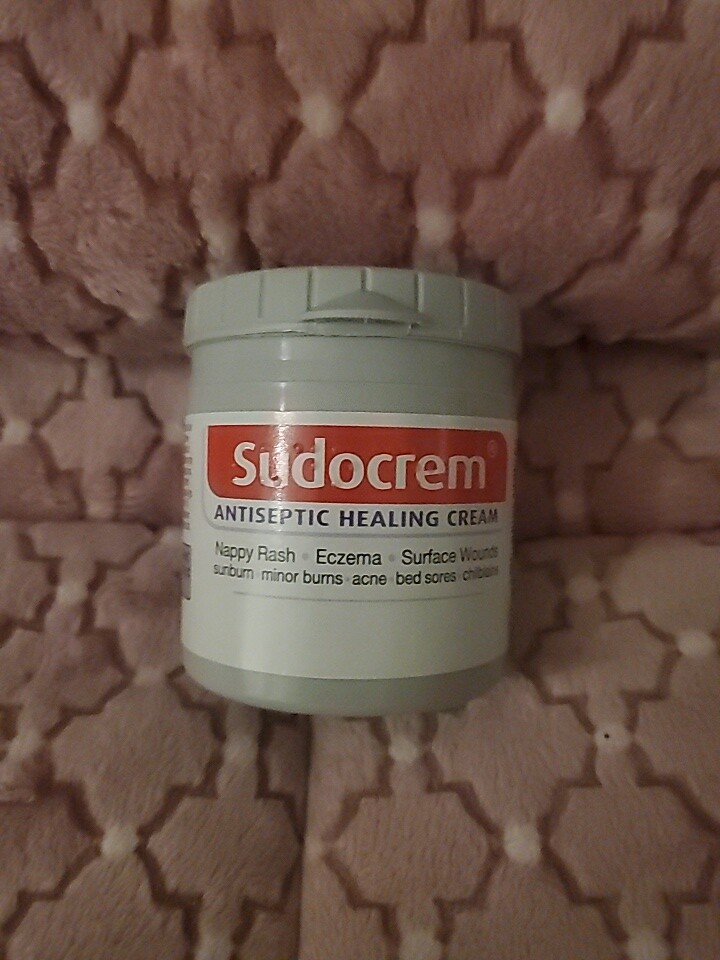 Sudocrem®
ANTISEPTIC HEALING CREAM
Nappy Rash • Eczema • Surface Wounds
sunburn • minor burns • acne • bed sores • chilblains